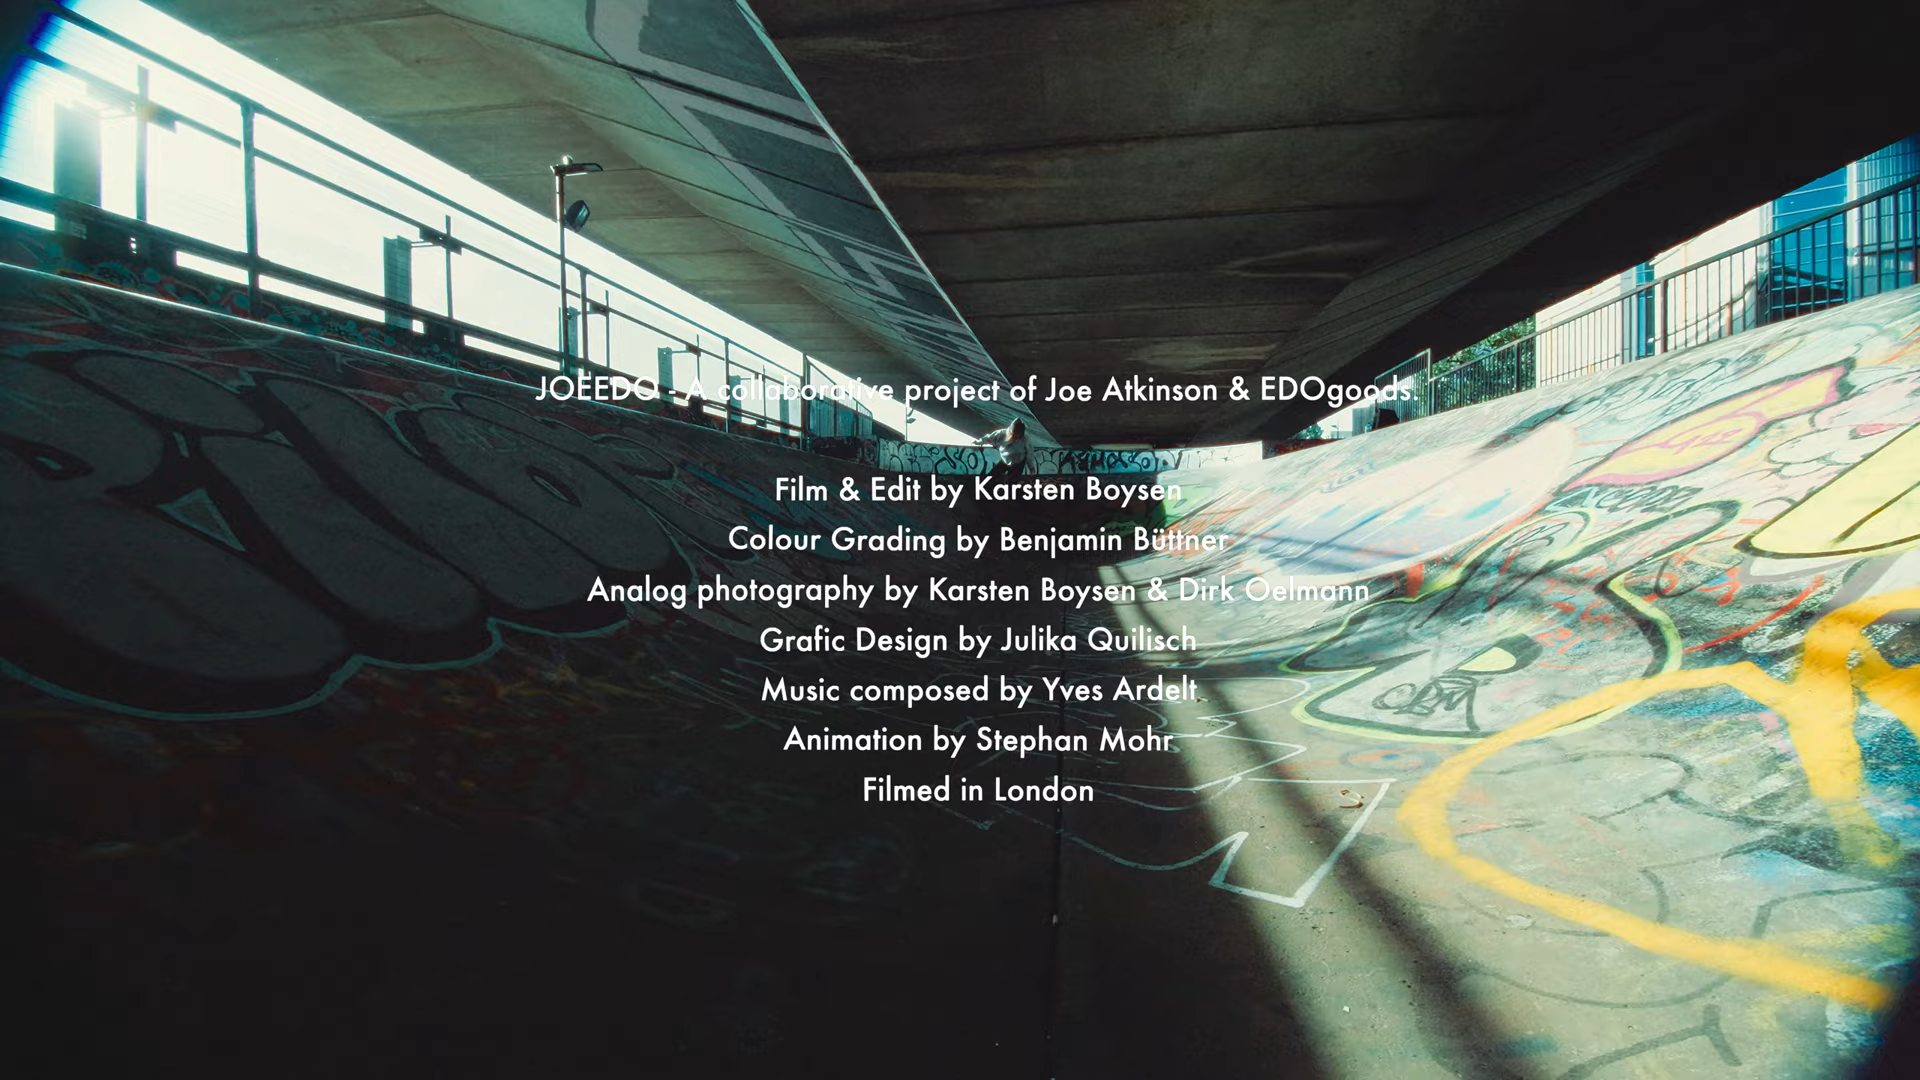 JOEEDO - A collaborative project of Joe Atkinson & EDOgoods.
Film & Edit by Karsten Boysen
Colour Grading by Benjamin Büttner
Analog photography by Karsten Boysen & Dirk Oelmann
Grafic Design by Julika Quilisch
Music composed by Yves Ardelt
Animation by Stephan Mohr
Filmed in London